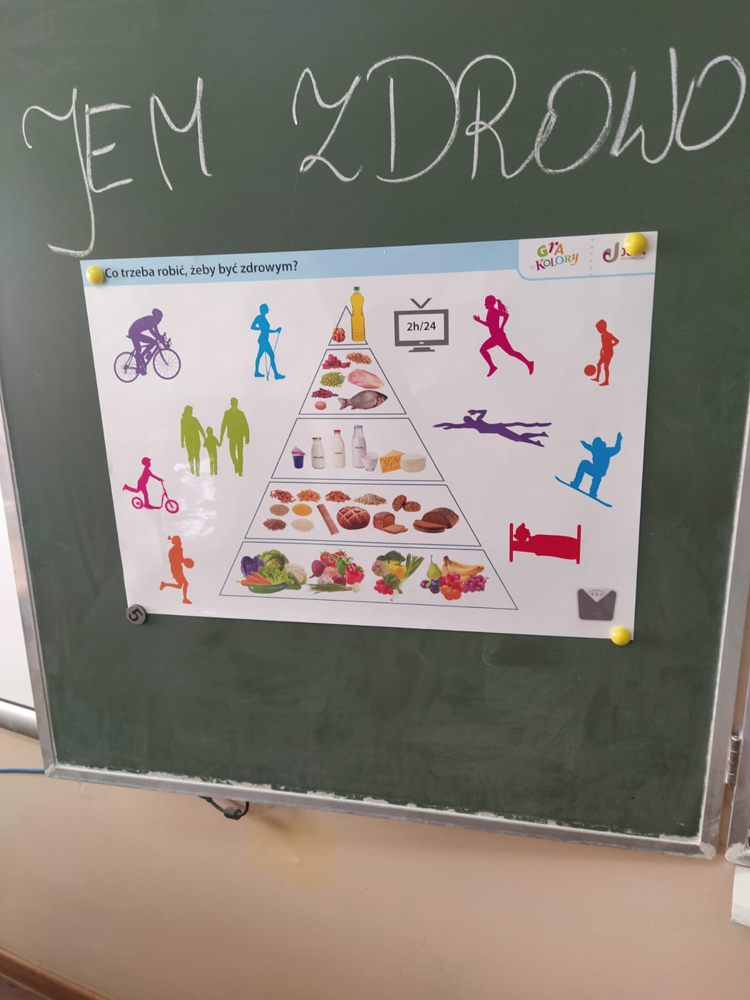 JEM ZDROWO
Co trzeba robić, żeby być zdrowym?
GrA
w KOLORY
2h/24
5